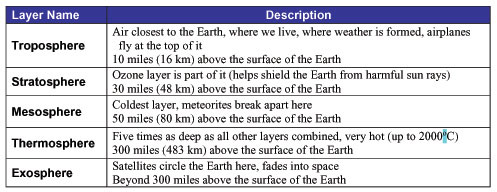 Layer Name Description
Troposphere
Air closest to the Earth, where we live, where weather is formed, airplanes
fly at the top of it
10 miles (16 km) above the surface of the Earth
Stratosphere
Ozone layer is part of it (helps shield the Earth from harmful sun rays)
30 miles (48 km) above the surface of the Earth
Mesosphere
Coldest layer, meteorites break apart here
50 miles (80 km) above the surface of the Earth
Thermosphere
Five times as deep as all other layers combined, very hot (up to 2000°C)
300 miles (483 km) above the surface of the Earth
Exosphere
Satellites circle the Earth here, fades into space
Beyond 300 miles above the surface of the Earth